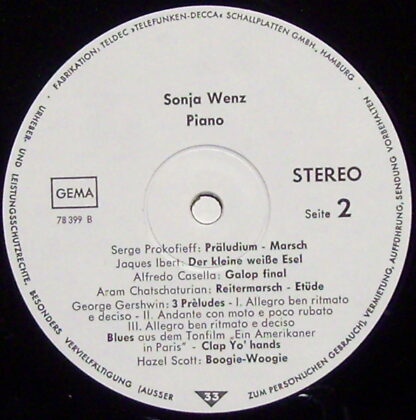 · FABRIKATION: TELDEC »TELEFUNKEN-DECCA« SCHALLPLATTEN GMBH, HAMBURG ·
URHEBER- UND LEISTUNGSSCHUTZRECHTE, BESONDERS VERVIELFÄLTIGUNG (AUSSER
ZUM PERSÖNLICHEN GEBRAUCH), VERMIETUNG, AUFFÜHRUNG, SENDUNG VORBEHALTEN
Sonja Wenz
Piano
GEMA
78 399 B
STEREO
Seite 2
Serge Prokofieff: Präludium - Marsch
Jaques Ibert: Der kleine weiße Esel
Alfredo Casella: Galop final
Aram Chatschaturian: Reitermarsch - Etüde
George Gershwin: 3 Prèludes - I. Allegro ben ritmato
e deciso - II. Andante con moto e poco rubato
III. Allegro ben ritmato e deciso
Blues aus dem Tonfilm „Ein Amerikaner
in Paris" - Clap Yo' hands
Hazel Scott: Boogie-Woogie
33